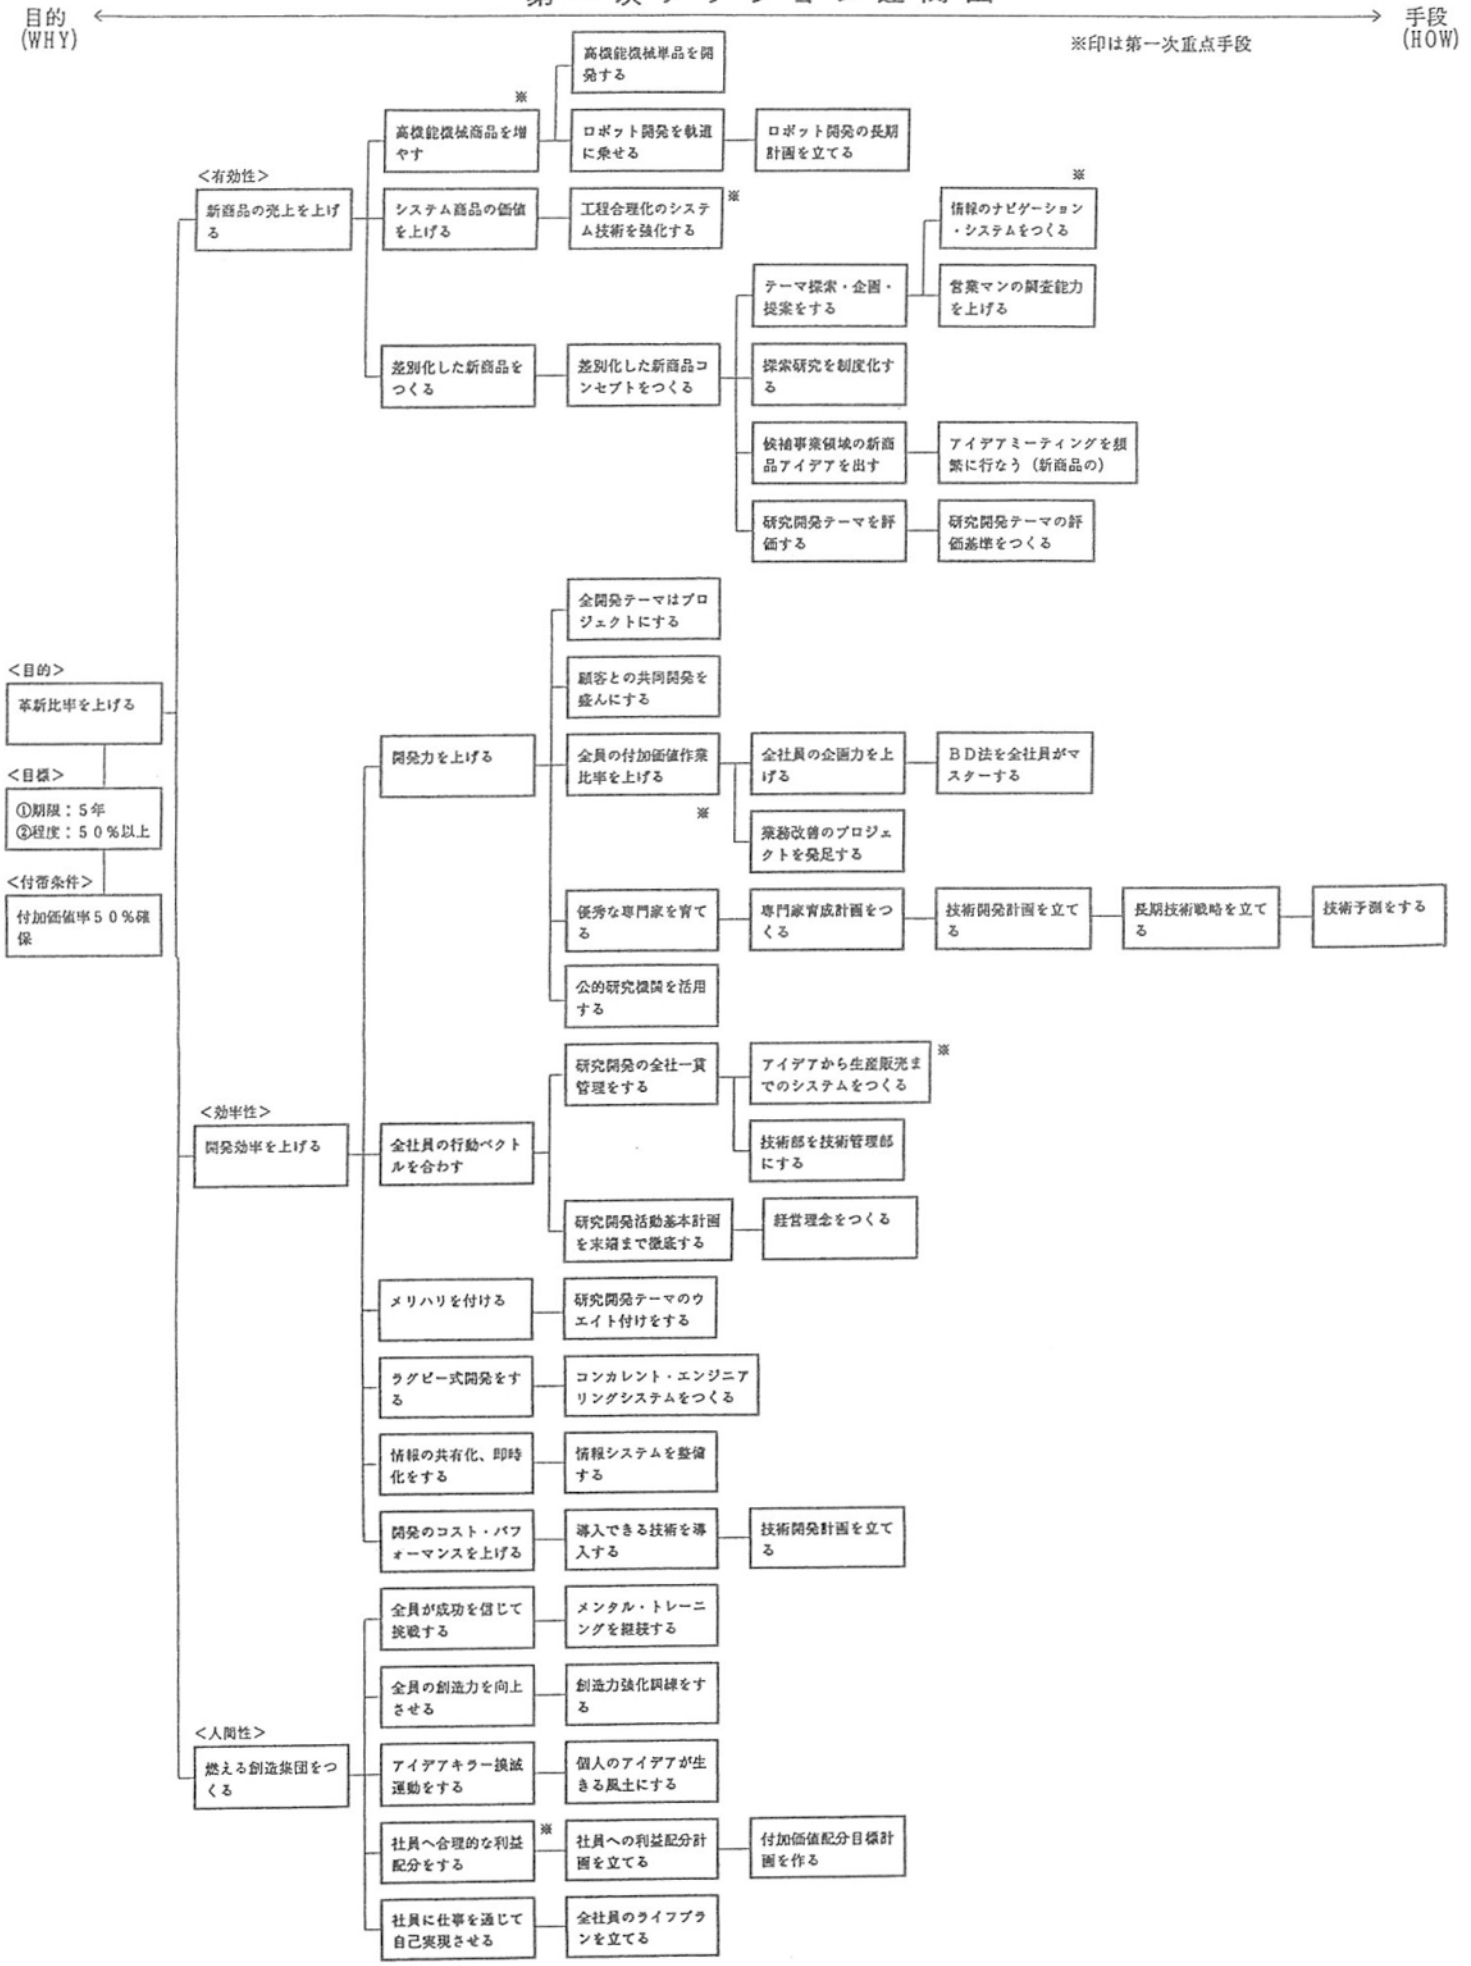 目的
(WHY)
手段
(HOW)
※印は第一次重点手段
高機能機械単品を開
発する
※
高機能機械商品を増
やす
ロボット開発を軌道
に乗せる
ロボット開発の長期
計画を立てる
<有効性>
新商品の売上を上げ
る
システム商品の価値
を上げる
工程合理化のシステ
ム技術を強化する
※
※
情報のナビゲーション
・システムをつくる
テーマ探索・企画・
提案をする
営業マンの調査能力
を上げる
差別化した新商品を
つくる
差別化した新商品コ
ンセプトをつくる
探索研究を制度化す
る
候補事業領域の新商
品アイデアを出す
アイデアミーティングを頻
繁に行なう（新商品の）
研究開発テーマを評
価する
研究開発テーマの評
価基準をつくる
<目的>
革新比率を上げる
<目標>
①期限：5年
②程度：50%以上
<付帯条件>
付加価値率50%確
保
全開発テーマはプロ
ジェクトにする
顧客との共同開発を
盛んにする
開発力を上げる
全員の付加価値作業
比率を上げる
※
全社員の企画力を上
げる
BD法を全社員がマ
スターする
業務改善のプロジェ
クトを発足する
優秀な専門家を育て
る
専門家育成計画をつ
くる
技術開発計画を立て
る
長期技術戦略を立て
る
技術予測をする
公的研究機関を活用
する
<効率性>
開発効率を上げる
全社員の行動ベクト
ルを合わす
研究開発の全社一貫
管理をする
アイデアから生産販売ま
でのシステムをつくる
※
技術部を技術管理部
にする
研究開発活動基本計画
を末端まで徹底する
経営理念をつくる
メリハリを付ける
研究開発テーマのウ
エイト付けをする
ラグビー式開発をす
る
コンカレント・エンジニア
リングシステムをつくる
情報の共有化、即時
化をする
情報システムを整備
する
開発のコスト・パフ
ォーマンスを上げる
導入できる技術を導
入する
技術開発計画を立て
る
<人間性>
燃える創造集団をつ
くる
全員が成功を信じて
挑戦する
メンタル・トレーニ
ングを継続する
全員の創造力を向上
させる
創造力強化訓練をす
る
アイデアキラー撲滅
運動をする
個人のアイデアが生
きる風土にする
社員へ合理的な利益
配分をする
※
社員への利益配分計
画を立てる
付加価値配分目標計
画を作る
社員に仕事を通じて
自己実現させる
全社員のライフプラ
ンを立てる